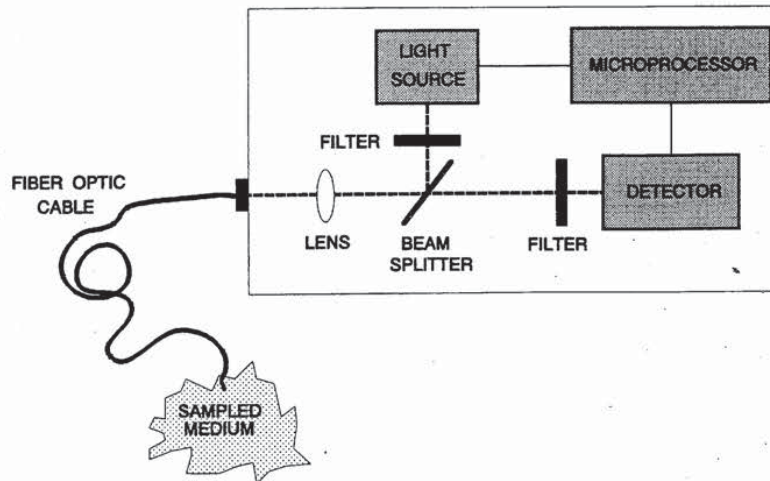 LIGHT
SOURCE
MICROPROCESSOR
FILTER
FIBER OPTIC
CABLE
DETECTOR
LENS
BEAM
SPLITTER
FILTER
SAMPLED
MEDIUM